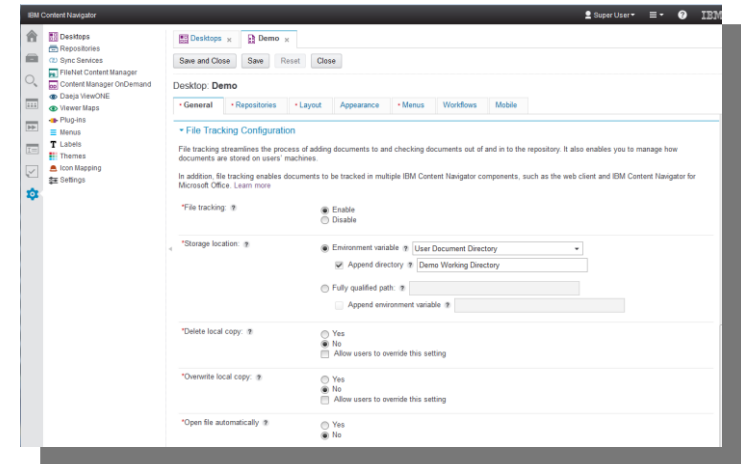 IBM Content Navigator
Super User
IBM
Desktops
Repositories
Sync Services
FileNet Content Manager
Content Manager OnDemand
Daeja ViewONE
Viewer Maps
Plug-ins
Menus
Labels
Themes
Icon Mapping
Settings
Desktops x Demo x
Save and Close Save Reset Close
Desktop: Demo
* General * Repositories * Layout Appearance * Menus Workflows Mobile
File Tracking Configuration
File tracking streamlines the process of adding documents to and checking documents out of and in to the repository. It also enables you to manage how
documents are stored on users' machines.
In addition, file tracking enables documents to be tracked in multiple IBM Content Navigator components, such as the web client and IBM Content Navigator for
Microsoft Office. Learn more
*File tracking: ? Enable
Disable
*Storage location: ? Environment variable ? User Document Directory
Append directory ? Demo Working Directory
Fully qualified path: ?
Append environment variable ?
*Delete local copy: ? Yes
No
Allow users to override this setting
*Overwrite local copy: ? Yes
No
Allow users to override this setting
*Open file automatically ? Yes
No